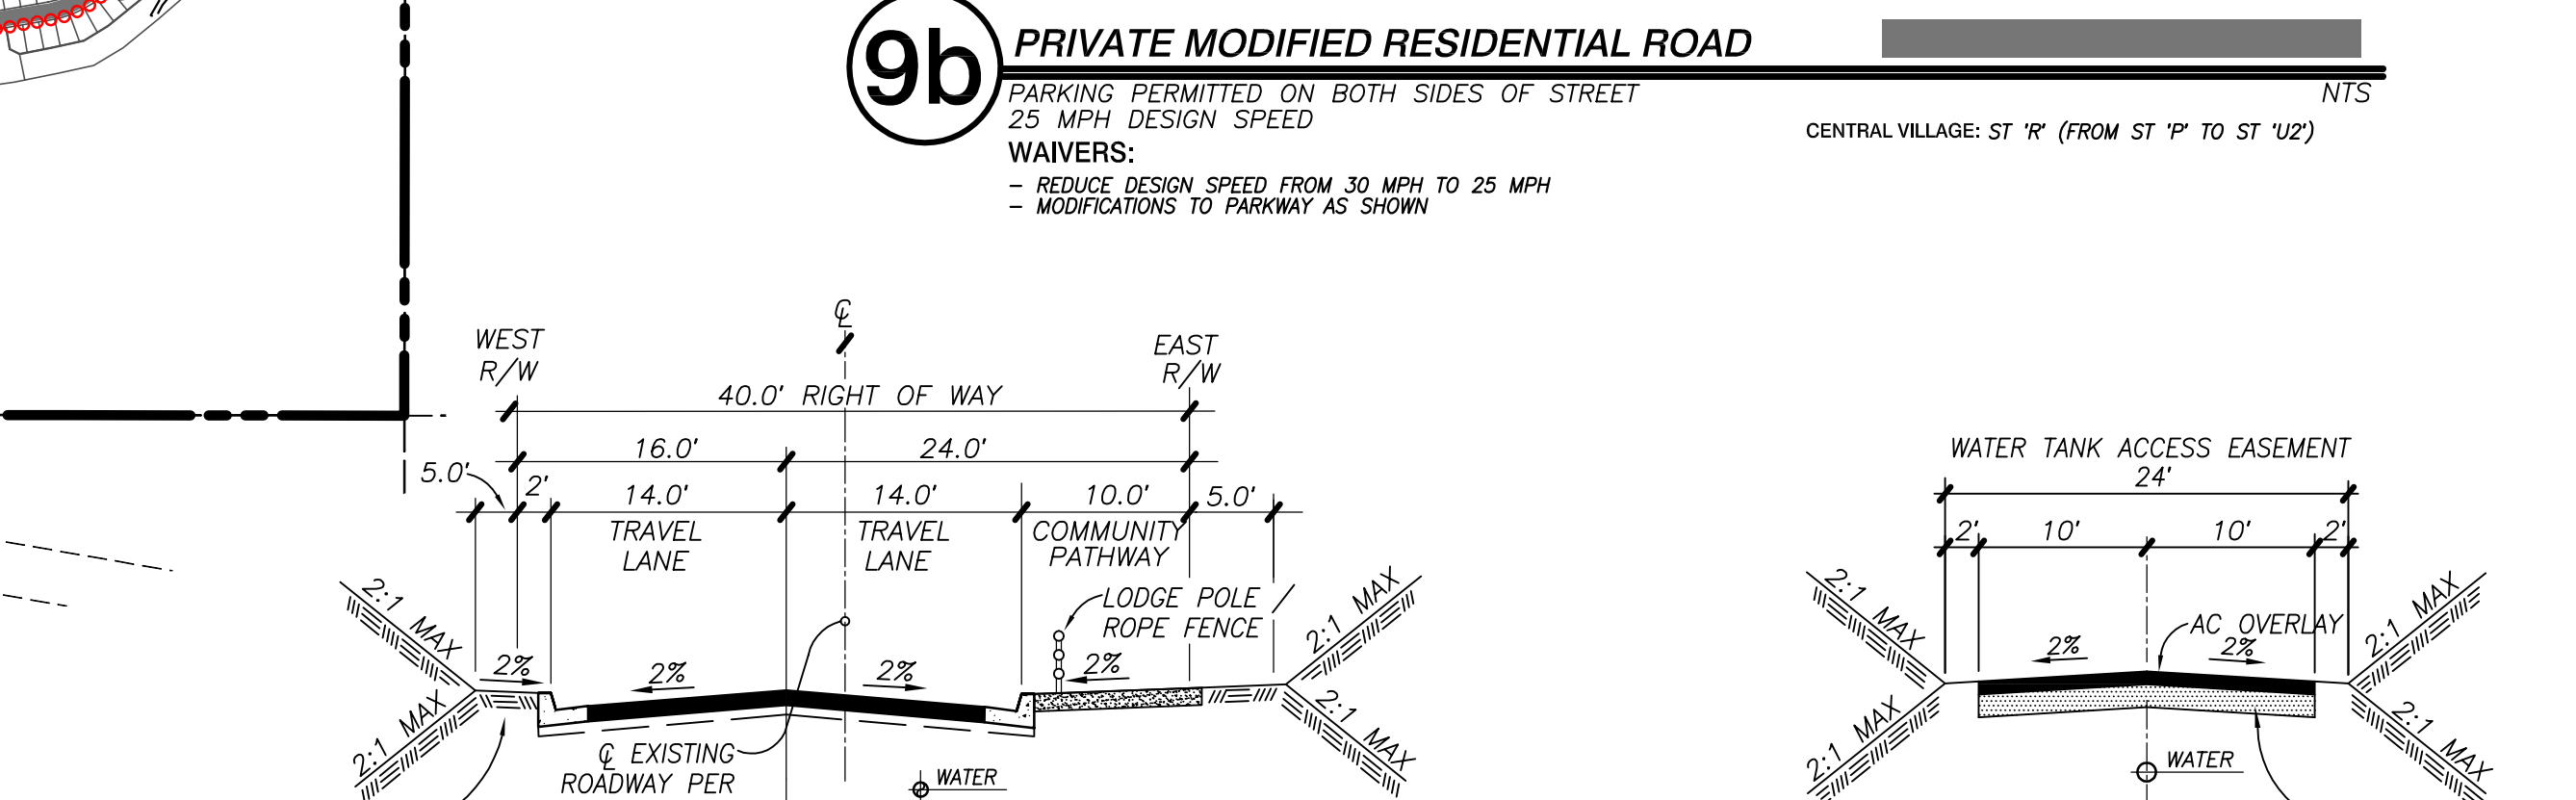 9b
PRIVATE MODIFIED RESIDENTIAL ROAD
PARKING PERMITTED ON BOTH SIDES OF STREET
NTS
25 MPH DESIGN SPEED
CENTRAL VILLAGE: ST 'R' (FROM ST 'P' TO ST 'U2')
WAIVERS:
- REDUCE DESIGN SPEED FROM 30 MPH TO 25 MPH
- MODIFICATIONS TO PARKWAY AS SHOWN
℄
WEST
R/W
EAST
R/W
40.0' RIGHT OF WAY
16.0'
24.0'
5.0'
2'
14.0'
14.0'
10.0'
5.0'
TRAVEL
LANE
TRAVEL
LANE
COMMUNITY
PATHWAY
LODGE POLE /
ROPE FENCE
2:1 MAX
2:1 MAX
2%
2%
2%
2%
2:1 MAX
2:1 MAX
℄ EXISTING
ROADWAY PER
WATER
WATER TANK ACCESS EASEMENT
24'
2'
10'
10'
2'
2:1 MAX
2:1 MAX
AC OVERLAY
2%
2%
2:1 MAX
2:1 MAX
WATER